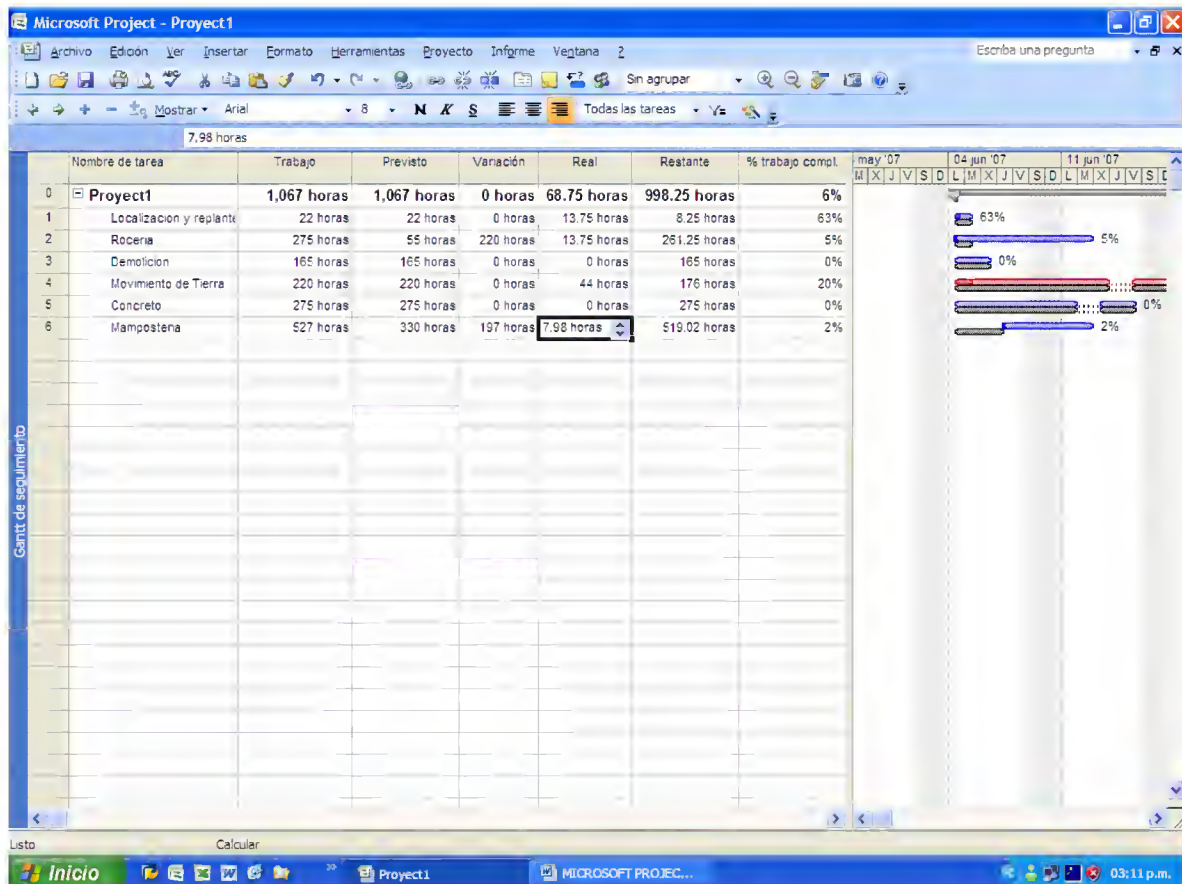 Microsoft Project - Proyect1
Archivo Edición Ver Insertar Formato Herramientas Proyecto Informe Ventana ? Escriba una pregunta
Sin agrupar
Mostrar Arial 8 N K S Todas las tareas
7.98 horas
Nombre de tarea Trabajo Previsto Variación Real Restante % trabajo compl. may '07 04 jun '07 11 jun '07
M X J V S D L M X J V S D L M X J V S D
0 Proyect1 1,067 horas 1,067 horas 0 horas 68.75 horas 998.25 horas 6%
1 Localizacion y replante 22 horas 22 horas 0 horas 13.75 horas 8.25 horas 63% 63%
2 Roceria 275 horas 55 horas 220 horas 13.75 horas 261.25 horas 5% 5%
3 Demolicion 165 horas 165 horas 0 horas 0 horas 165 horas 0% 0%
4 Movimiento de Tierra 220 horas 220 horas 0 horas 44 horas 176 horas 20%
5 Concreto 275 horas 275 horas 0 horas 0 horas 275 horas 0% 0%
6 Mamposteria 527 horas 330 horas 197 horas 7.98 horas 519.02 horas 2% 2%
Gantt de seguimiento
Listo Calcular
Inicio Proyect1 MICROSOFT PROJEC... 03:11 p.m.